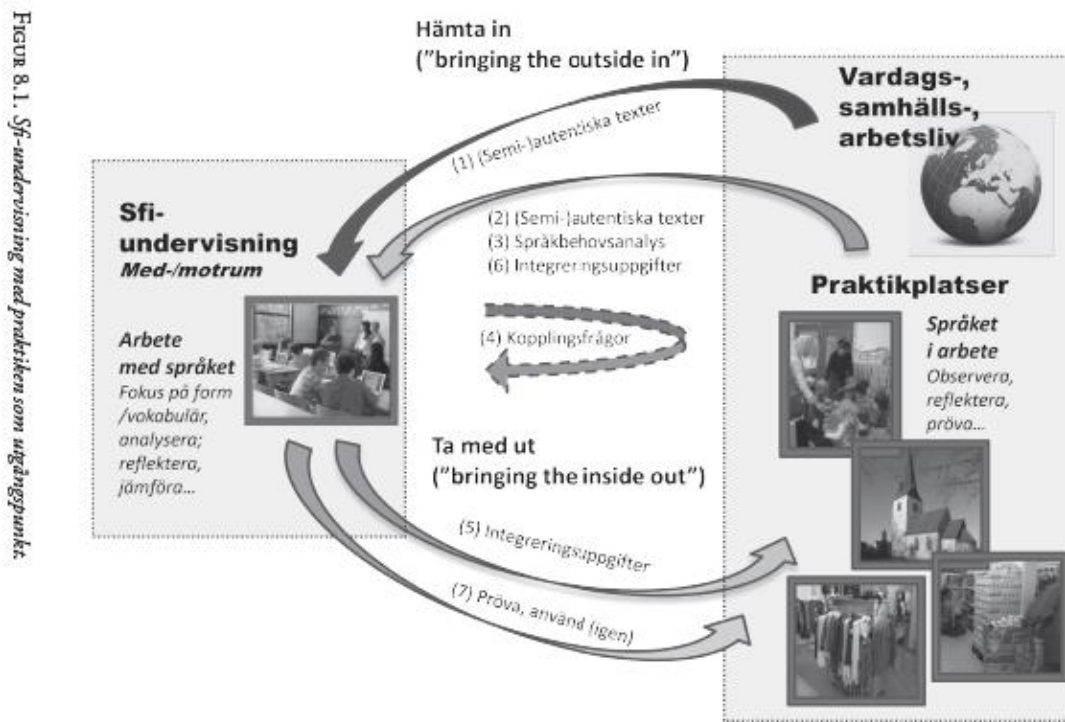 FIGUR 8.1. Sfi-undervisning med praktiken som utgångspunkt.
Hämta in
("bringing the outside in")
Vardags-,
samhälls-,
arbetsliv
(1) (Semi-)autentiska texter
Sfi-
undervisning
Med-/motrum
(2) (Semi-)autentiska texter
(3) Språkbehovsanalys
(6) Integreringsuppgifter
Praktikplatser
(4) Kopplingsfrågor
Arbete
med språket
Fokus på form
/vokabulär,
analysera;
reflektera,
jämföra...
Språket
i arbete
Observera,
reflektera,
pröva...
Ta med ut
("bringing the inside out")
(5) Integreringsuppgifter
(7) Pröva, använd (igen)